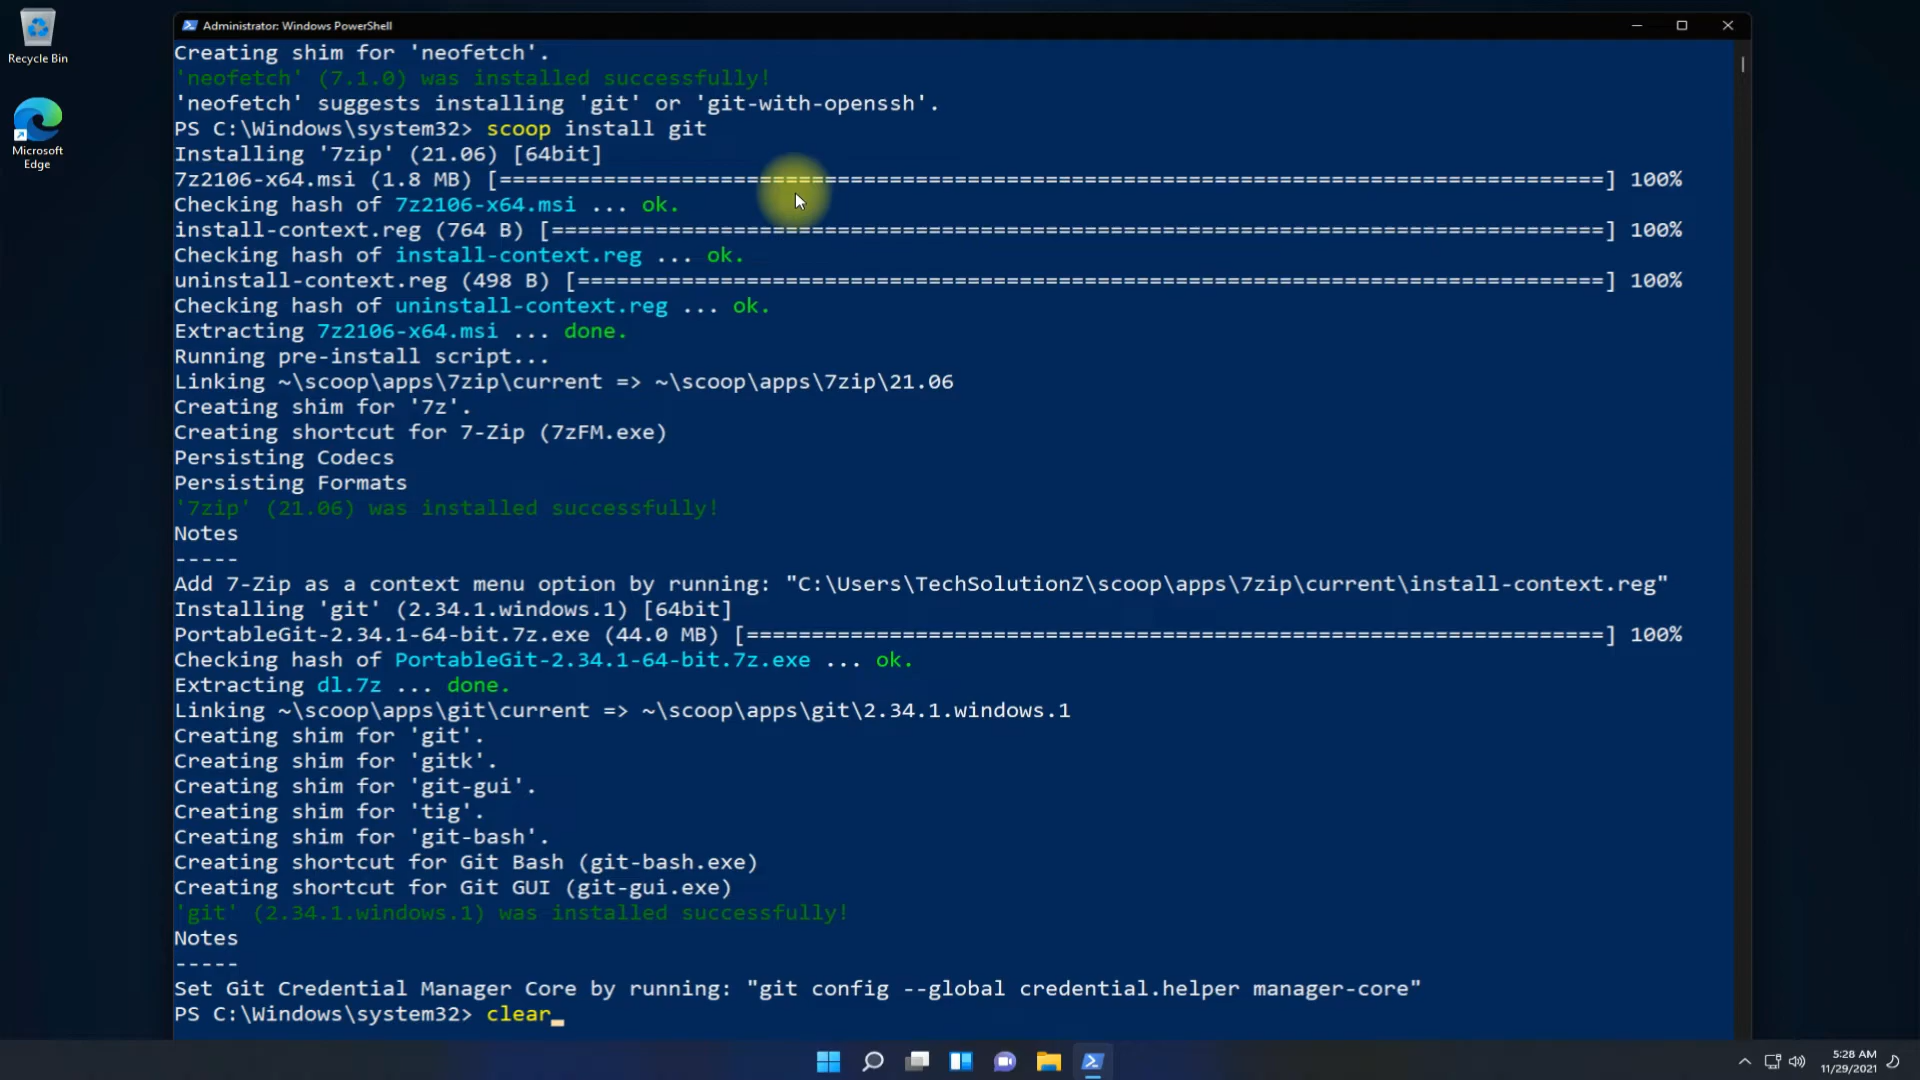 Recycle Bin
Microsoft
Edge
Administrator: Windows PowerShell
Creating shim for 'neofetch'.
'neofetch' (7.1.0) was installed successfully!
'neofetch' suggests installing 'git' or 'git-with-openssh'.
PS C:\Windows\system32> scoop install git
Installing '7zip' (21.06) [64bit]
7z2106-x64.msi (1.8 MB) [=====================================================================================] 100%
Checking hash of 7z2106-x64.msi ... ok.
install-context.reg (764 B) [=================================================================================] 100%
Checking hash of install-context.reg ... ok.
uninstall-context.reg (498 B) [===============================================================================] 100%
Checking hash of uninstall-context.reg ... ok.
Extracting 7z2106-x64.msi ... done.
Running pre-install script...
Linking ~\scoop\apps\7zip\current => ~\scoop\apps\7zip\21.06
Creating shim for '7z'.
Creating shortcut for 7-Zip (7zFM.exe)
Persisting Codecs
Persisting Formats
'7zip' (21.06) was installed successfully!
Notes
-----
Add 7-Zip as a context menu option by running: "C:\Users\TechSolutionZ\scoop\apps\7zip\current\install-context.reg"
Installing 'git' (2.34.1.windows.1) [64bit]
PortableGit-2.34.1-64-bit.7z.exe (44.0 MB) [==================================================================] 100%
Checking hash of PortableGit-2.34.1-64-bit.7z.exe ... ok.
Extracting dl.7z ... done.
Linking ~\scoop\apps\git\current => ~\scoop\apps\git\2.34.1.windows.1
Creating shim for 'git'.
Creating shim for 'gitk'.
Creating shim for 'git-gui'.
Creating shim for 'tig'.
Creating shim for 'git-bash'.
Creating shortcut for Git Bash (git-bash.exe)
Creating shortcut for Git GUI (git-gui.exe)
'git' (2.34.1.windows.1) was installed successfully!
Notes
-----
Set Git Credential Manager Core by running: "git config --global credential.helper manager-core"
PS C:\Windows\system32> clear_
5:28 AM
11/29/2021